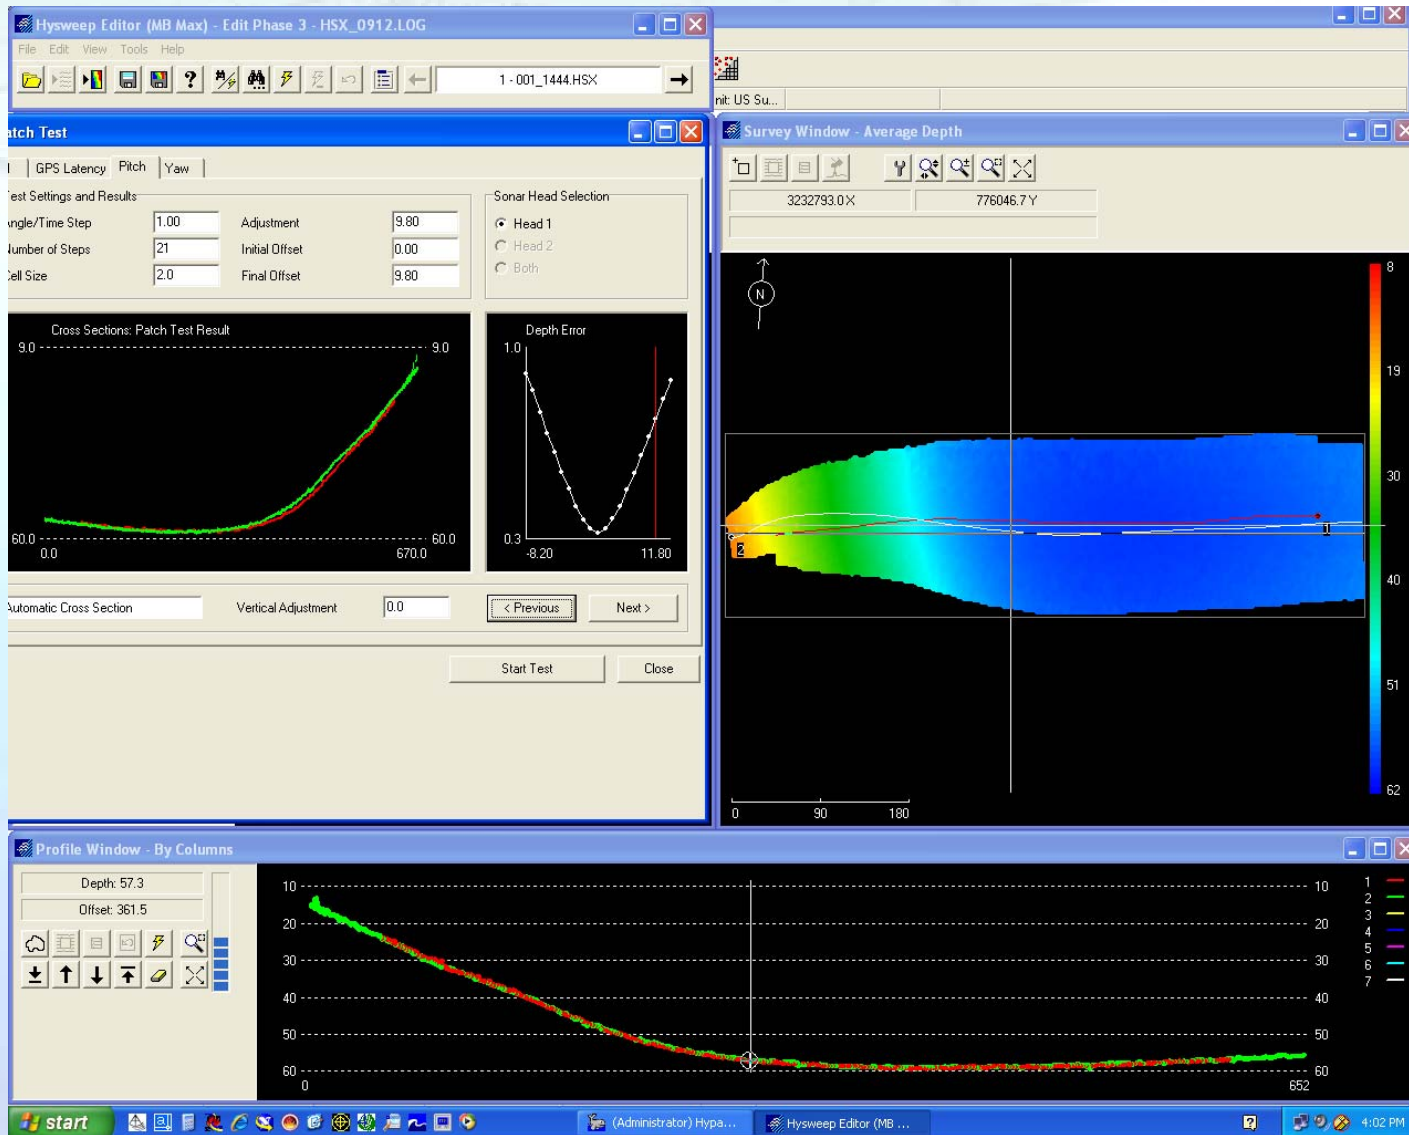 Hysweep Editor (MB Max) - Edit Phase 3 - HSX_0912.LOG
File Edit View Tools Help
1 - 001_1444.HSX
nit: US Su...
atch Test
GPS Latency Pitch Yaw
est Settings and Results
ngle/Time Step 1.00 Adjustment 9.80
umber of Steps 21 Initial Offset 0.00
ell Size 2.0 Final Offset 9.80
Sonar Head Selection
Head 1
Head 2
Both
Cross Sections: Patch Test Result
9.0 9.0
60.0 60.0
0.0 670.0
Depth Error
1.0
0.3
-8.20 11.80
utomatic Cross Section Vertical Adjustment 0.0 < Previous Next >
Start Test Close
Survey Window - Average Depth
3232793.0 X 776046.7 Y
N
8
19
30
40
51
62
1
2
0 90 180
Profile Window - By Columns
Depth: 57.3
Offset: 361.5
10 10
20 20
30 30
40 40
50 50
60 60
0 652
1
2
3
4
5
6
7
start (Administrator) Hypa... Hysweep Editor (MB ... 4:02 PM